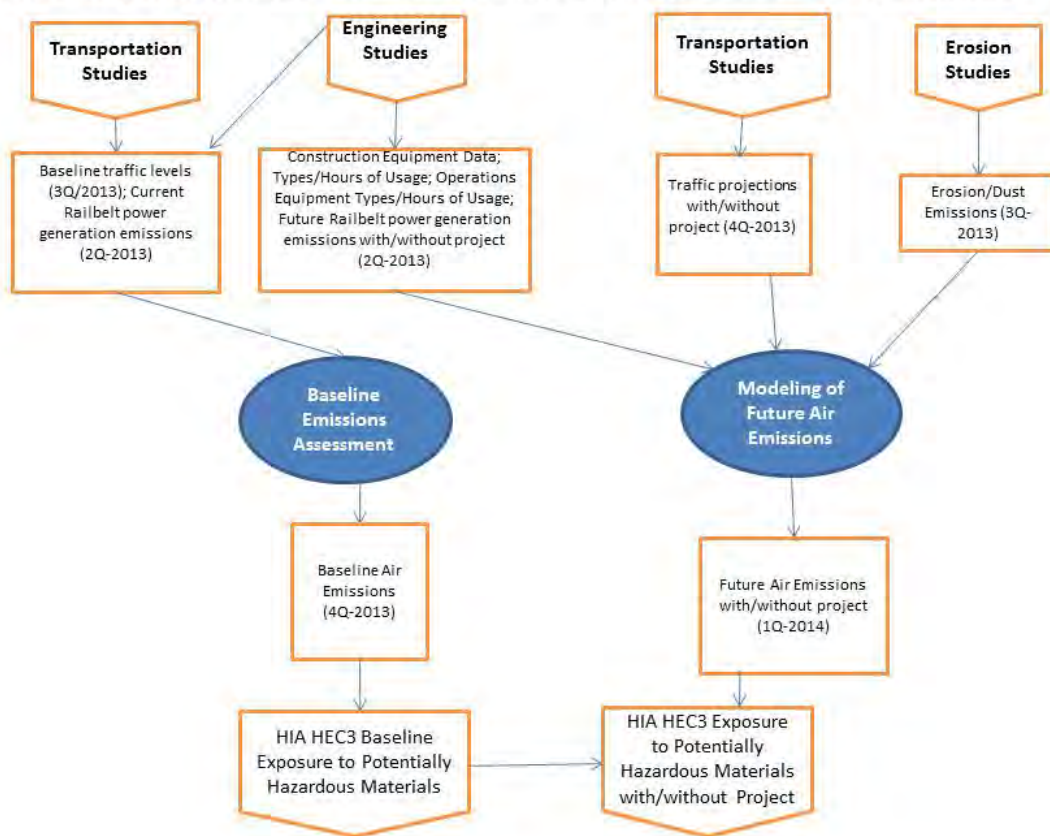 Transportation
Studies
Engineering
Studies
Transportation
Studies
Erosion
Studies
Baseline traffic levels
(3Q/2013); Current
Railbelt power
generation emissions
(2Q-2013)
Construction Equipment Data;
Types/Hours of Usage; Operations
Equipment Types/Hours of Usage;
Future Railbelt power generation
emissions with/without project
(2Q-2013)
Traffic projections
with/without
project (4Q-2013)
Erosion/Dust
Emissions (3Q-
2013)
Baseline
Emissions
Assessment
Modeling of
Future Air
Emissions
Baseline Air
Emissions
(4Q-2013)
Future Air Emissions
with/without project
(1Q-2014)
HIA HEC3 Baseline
Exposure to Potentially
Hazardous Materials
HIA HEC3 Exposure
to Potentially
Hazardous Materials
with/without Project